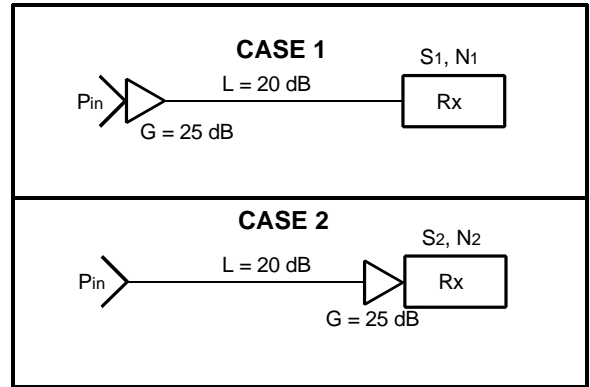 CASE 1
S1, N1
L = 20 dB
Pin
Rx
G = 25 dB
CASE 2
S2, N2
L = 20 dB
Pin
Rx
G = 25 dB